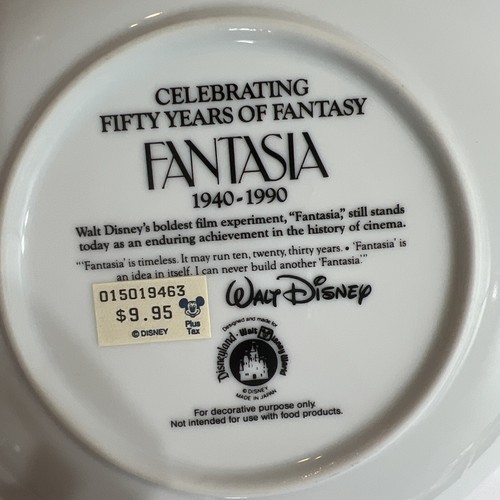 CELEBRATING
FIFTY YEARS OF FANTASY
FANTASIA
1940-1990
Walt Disney's boldest film experiment, "Fantasia," still stands
today as an enduring achievement in the history of cinema.
"'Fantasia' is timeless. It may run ten, twenty, thirty years. • 'Fantasia' is
an idea in itself. I can never build another 'Fantasia.'"
015019463
$9.95 Plus Tax
© DISNEY
WALT DISNEY
Designed and made for
Disneyland · Walt Disney World
© DISNEY
MADE IN JAPAN
For decorative purpose only.
Not intended for use with food products.